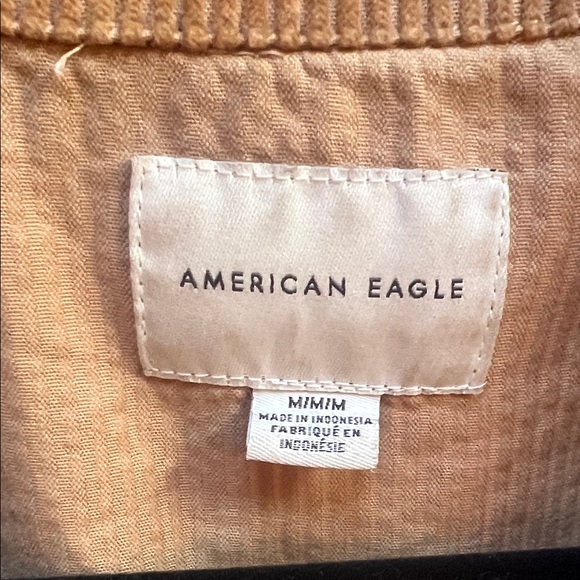 AMERICAN EAGLE
M/M/M
MADE IN INDONESIA
FABRIQUÉ EN
INDONÉSIE